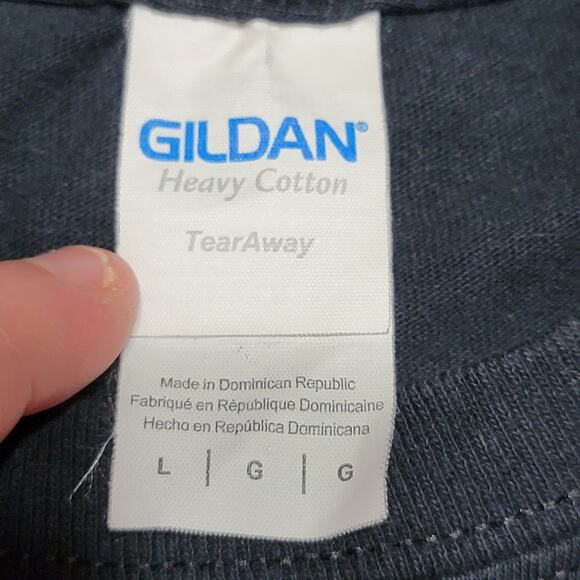 GILDAN®
Heavy Cotton
TearAway
Made in Dominican Republic
Fabriqué en Rèpublique Dominicaine
Hecho en República Dominicana
L | G | G